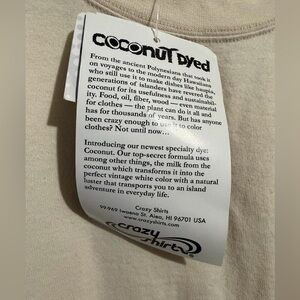 COCONUT DYED
From the ancient Polynesians that took it
on voyages to the modern day Hawaiians
who still use it to make dishes like haupia,
generations of islanders have revered the
coconut for its usefulness and sustainabil-
ity. Food, oil, fiber, wood — even material
for clothes — the plant can do it all and
has for thousands of years. But has anyone
been crazy enough to use it to color
clothes? Not until now...
Introducing our newest specialty dye:
Coconut. Our top-secret formula uses
among other things, the milk from the
coconut which transforms it into the
perfect vintage white color with a natural
luster that transports you to an island
adventure in everyday life.
Crazy Shirts
99-969 Iwaena St. Aiea, HI 96701 USA
www.crazyshirts.com
crazy
shirts®